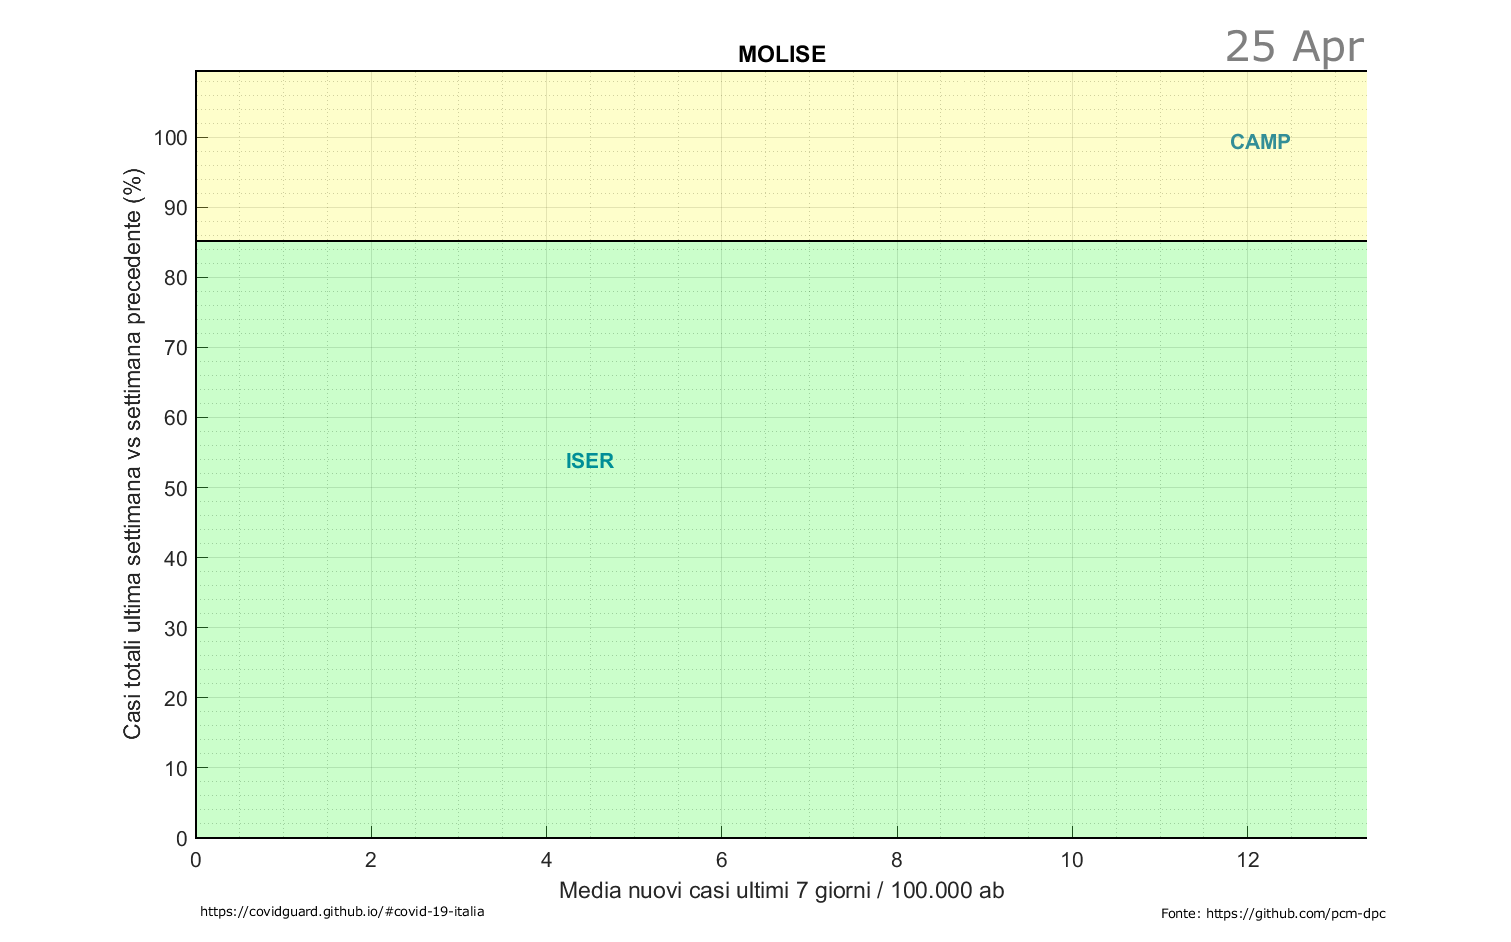 25 Apr
MOLISE
Casi totali ultima settimana vs settimana precedente (%)
100
90
80
70
60
50
40
30
20
10
0
CAMP
ISER
0 2 4 6 8 10 12
Media nuovi casi ultimi 7 giorni / 100.000 ab
https://covidguard.github.io/#covid-19-italia
Fonte: https://github.com/pcm-dpc